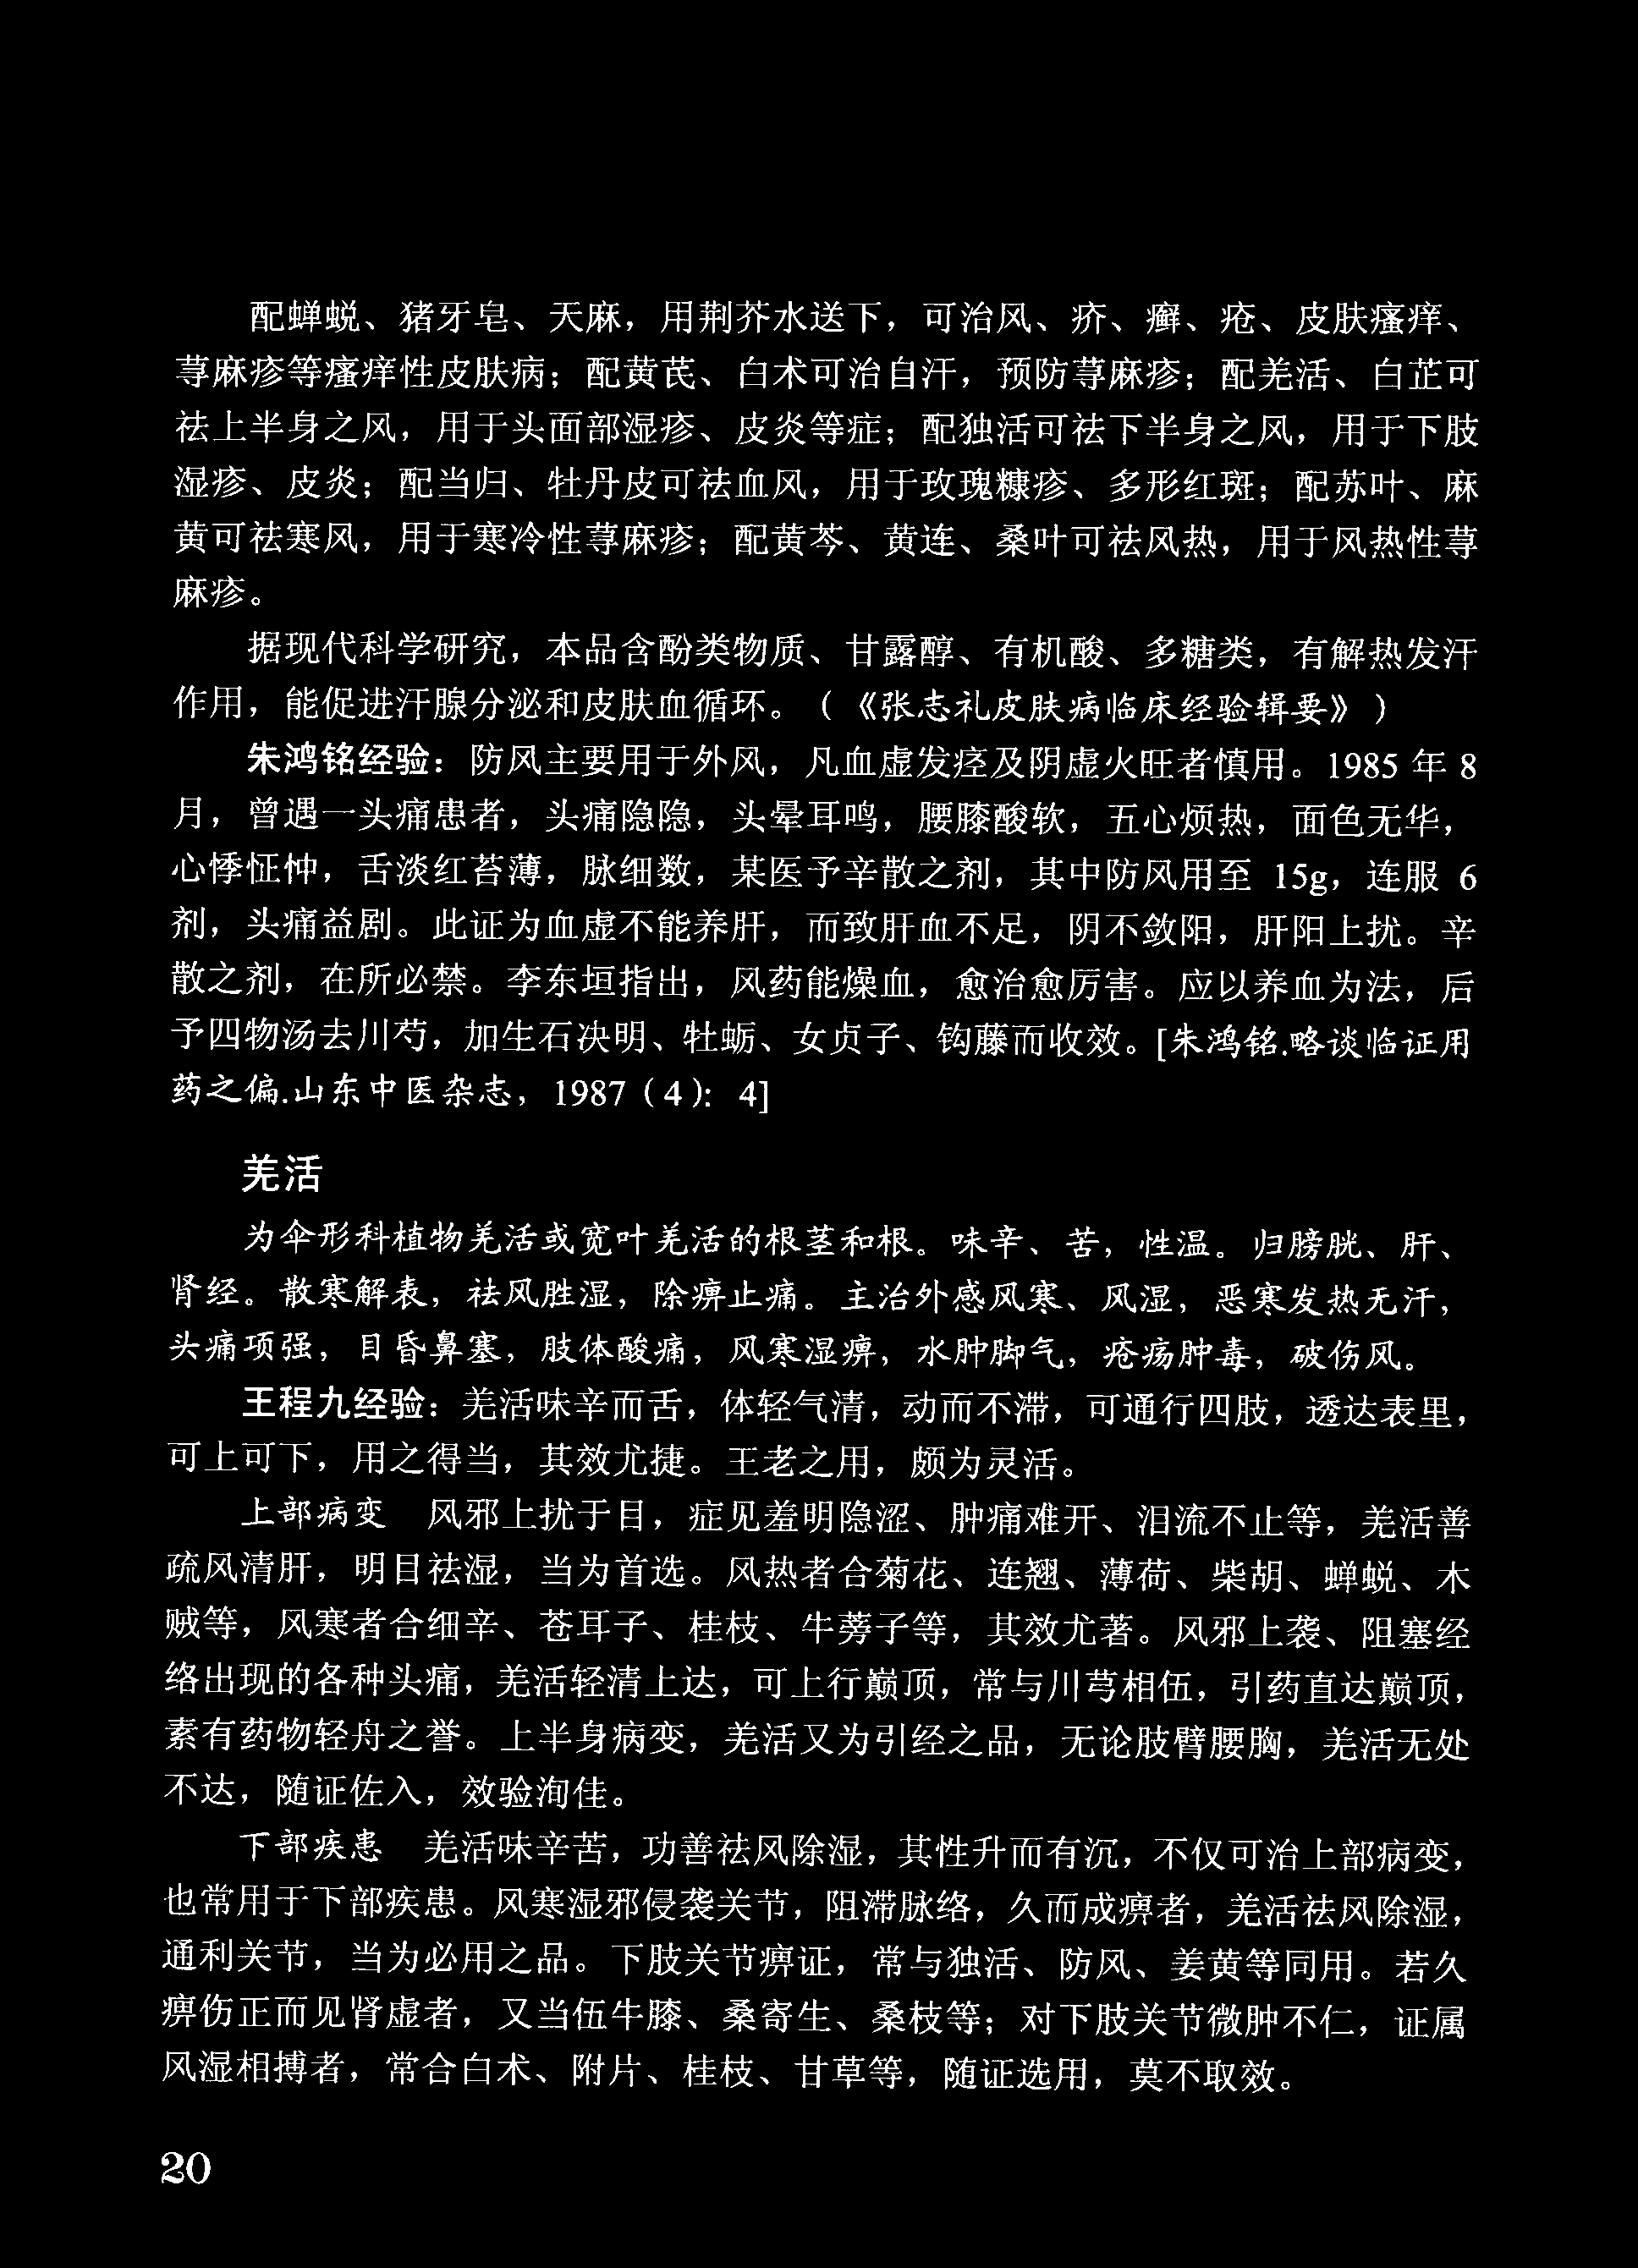 配蝉蜕、猪牙皂、天麻，用荆芥水送下，可治风、疥、癣、疮、皮肤瘙痒、
荨麻疹等瘙痒性皮肤病；配黄芪、白术可治自汗，预防荨麻疹；配羌活、白芷可
祛上半身之风，用于头面部湿疹、皮炎等症；配独活可祛下半身之风，用于下肢
湿疹、皮炎；配当归、牡丹皮可祛血风，用于玫瑰糠疹、多形红斑；配苏叶、麻
黄可祛寒风，用于寒冷性荨麻疹；配黄芩、黄连、桑叶可祛风热，用于风热性荨
麻疹。
据现代科学研究，本品含酚类物质、甘露醇、有机酸、多糖类，有解热发汗
作用，能促进汗腺分泌和皮肤血循环。（《张志礼皮肤病临床经验辑要》）
朱鸿铭经验：防风主要用于外风，凡血虚发痉及阴虚火旺者慎用。1985 年 8
月，曾遇一头痛患者，头痛隐隐，头晕耳鸣，腰膝酸软，五心烦热，面色无华，
心悸怔忡，舌淡红苔薄，脉细数，某医予辛散之剂，其中防风用至 15g，连服 6
剂，头痛益剧。此证为血虚不能养肝，而致肝血不足，阴不敛阳，肝阳上扰。辛
散之剂，在所必禁。李东垣指出，风药能燥血，愈治愈厉害。应以养血为法，后
予四物汤去川芍，加生石决明、牡蛎、女贞子、钩藤而收效。[朱鸿铭.略谈临证用
药之偏.山东中医杂志，1987（4）：4]
羌活
为伞形科植物羌活或宽叶羌活的根茎和根。味辛、苦，性温。归膀胱、肝、
肾经。散寒解表，祛风胜湿，除痹止痛。主治外感风寒、风湿，恶寒发热无汗，
头痛项强，目昏鼻塞，肢体酸痛，风寒湿痹，水肿脚气，疮疡肿毒，破伤风。
王程九经验：羌活味辛而舌，体轻气清，动而不滞，可通行四肢，透达表里，
可上可下，用之得当，其效尤捷。王老之用，颇为灵活。
上部病变　风邪上扰于目，症见羞明隐涩、肿痛难开、泪流不止等，羌活善
疏风清肝，明目祛湿，当为首选。风热者合菊花、连翘、薄荷、柴胡、蝉蜕、木
贼等，风寒者合细辛、苍耳子、桂枝、牛蒡子等，其效尤著。风邪上袭、阻塞经
络出现的各种头痛，羌活轻清上达，可上行巅顶，常与川芎相伍，引药直达巅顶，
素有药物轻舟之誉。上半身病变，羌活又为引经之品，无论肢臂腰胸，羌活无处
不达，随证佐入，效验洵佳。
下部疾患　羌活味辛苦，功善祛风除湿，其性升而有沉，不仅可治上部病变，
也常用于下部疾患。风寒湿邪侵袭关节，阻滞脉络，久而成痹者，羌活祛风除湿，
通利关节，当为必用之品。下肢关节痹证，常与独活、防风、姜黄等同用。若久
痹伤正而见肾虚者，又当伍牛膝、桑寄生、桑枝等；对下肢关节微肿不仁，证属
风湿相搏者，常合白术、附片、桂枝、甘草等，随证选用，莫不取效。
20